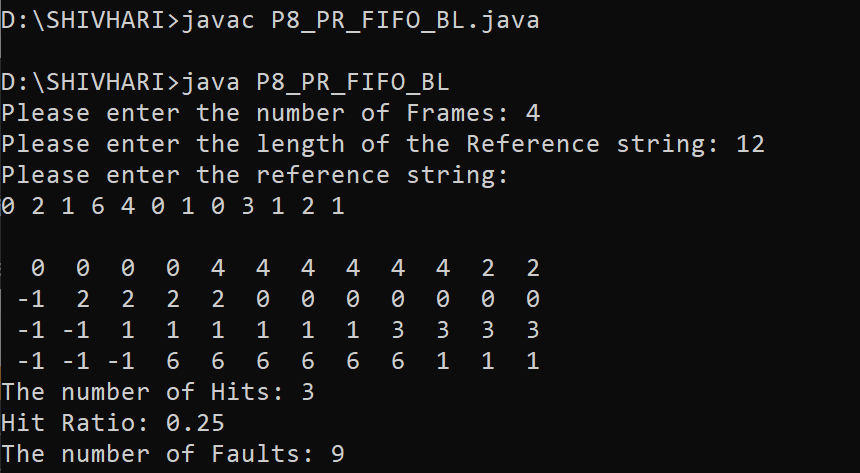 D:\SHIVHARI>javac P8_PR_FIFO_BL.java
D:\SHIVHARI>java P8_PR_FIFO_BL
Please enter the number of Frames: 4
Please enter the length of the Reference string: 12
Please enter the reference string:
0 2 1 6 4 0 1 0 3 1 2 1
0 0 0 0 4 4 4 4 4 4 2 2
-1 2 2 2 2 0 0 0 0 0 0 0
-1 -1 1 1 1 1 1 1 3 3 3 3
-1 -1 -1 6 6 6 6 6 6 1 1 1
The number of Hits: 3
Hit Ratio: 0.25
The number of Faults: 9